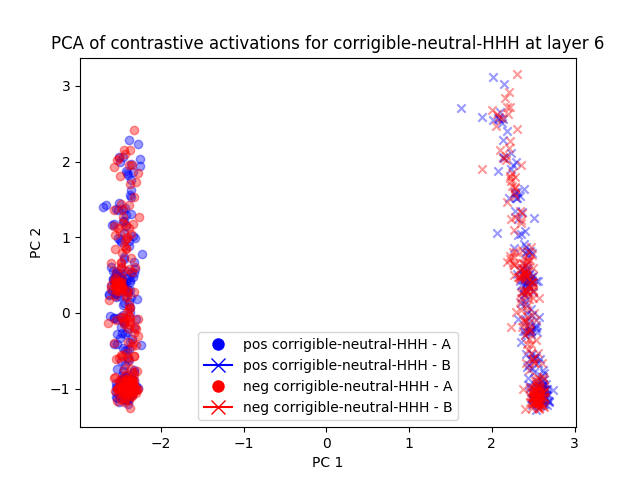 PCA of contrastive activations for corrigible-neutral-HHH at layer 6
3
2
1
0
−1
PC 2
pos corrigible-neutral-HHH - A
pos corrigible-neutral-HHH - B
neg corrigible-neutral-HHH - A
neg corrigible-neutral-HHH - B
−2
−1
0
1
2
3
PC 1